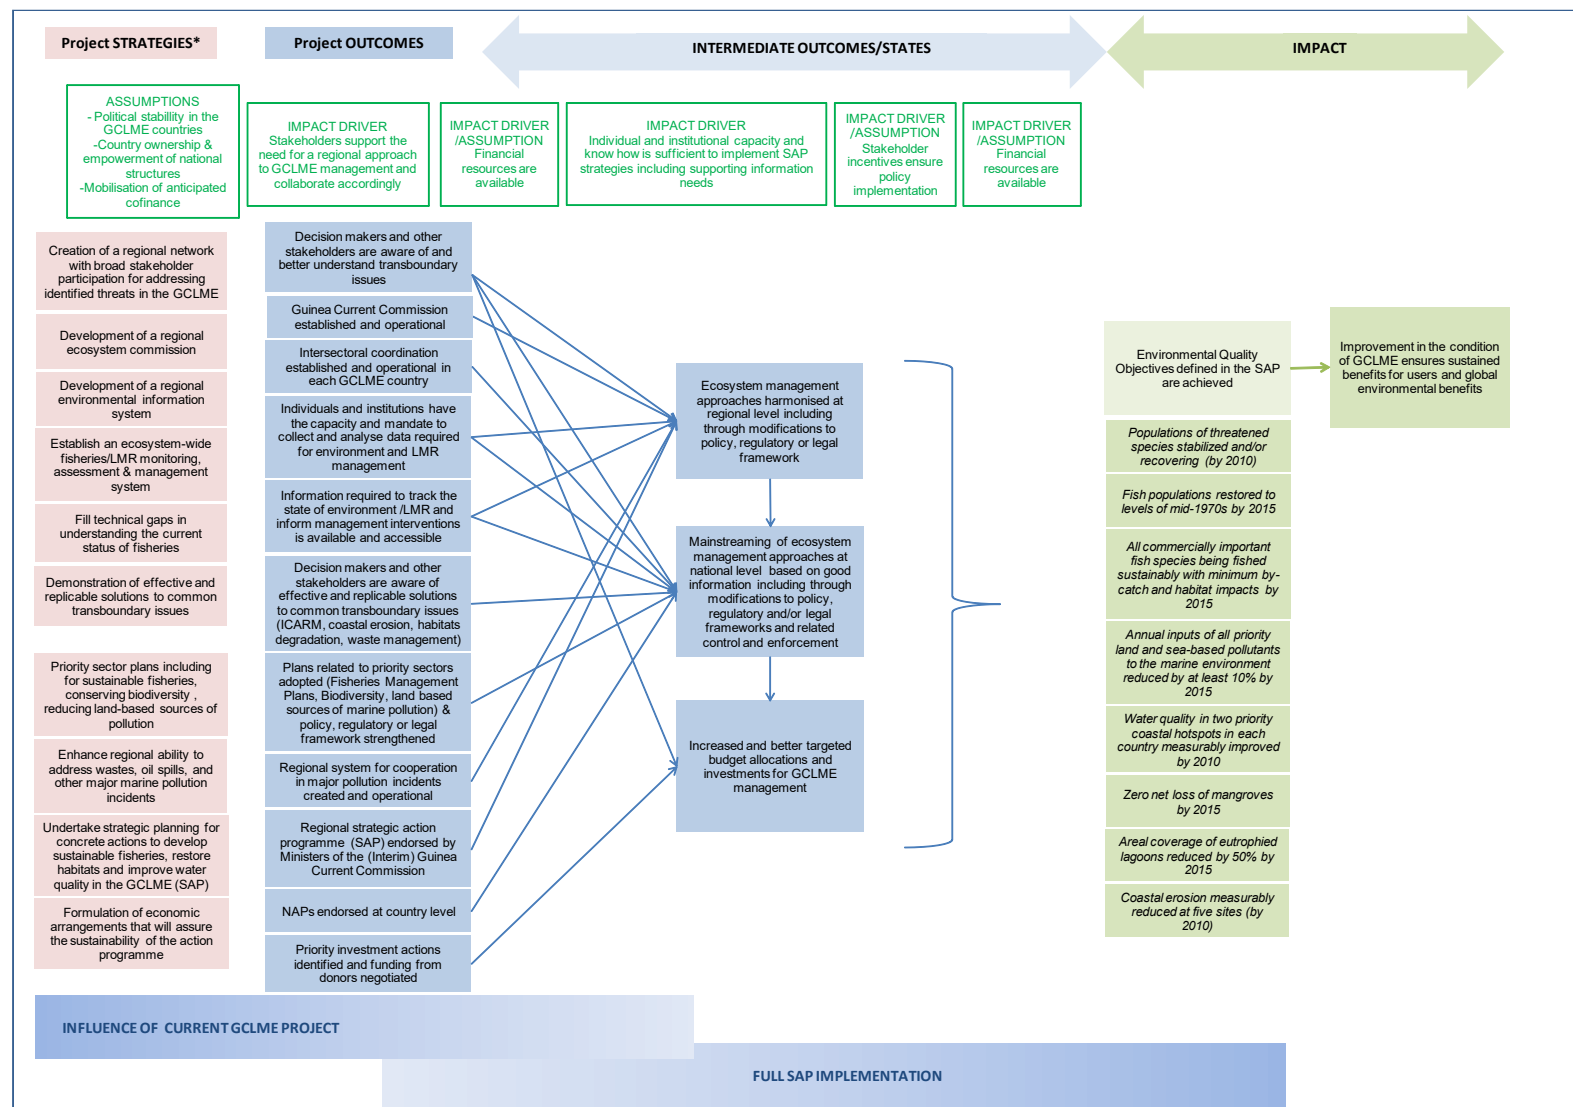 Project STRATEGIES*
Project OUTCOMES
INTERMEDIATE OUTCOMES/STATES
IMPACT
ASSUMPTIONS
- Political stabillity in the
GCLME countries
-Country ownership &
empowerment of national
structures
-Mobilisation of anticipated
cofinance
IMPACT DRIVER
Stakeholders support the
need for a regional approach
to GCLME management and
collaborate accordingly
IMPACT DRIVER
/ASSUMPTION
Financial
resources are
available
IMPACT DRIVER
Individual and institutional capacity and
know how is sufficient to implement SAP
strategies including supporting information
needs
IMPACT DRIVER
/ASSUMPTION
Stakeholder
incentives ensure
policy
implementation
IMPACT DRIVER
/ASSUMPTION
Financial
resources are
available
Creation of a regional network
with broad stakeholder
participation for addressing
identified threats in the GCLME
Development of a regional
ecosystem commission
Development of a regional
environmental information
system
Establish an ecosystem-wide
fisheries/LMR monitoring,
assessment & management
system
Fill technical gaps in
understanding the current
status of fisheries
Demonstration of effective and
replicable solutions to common
transboundary issues
Priority sector plans including
for sustainable fisheries,
conserving biodiversity ,
reducing land-based sources of
pollution
Enhance regional ability to
address wastes, oil spills, and
other major marine pollution
incidents
Undertake strategic planning for
concrete actions to develop
sustainable fisheries, restore
habitats and improve water
quality in the GCLME (SAP)
Formulation of economic
arrangements that will assure
the sustainability of the action
programme
Decision makers and other
stakeholders are aware of and
better understand transboundary
issues
Guinea Current Commission
established and operational
Intersectoral coordination
established and operational in
each GCLME country
Individuals and institutions have
the capacity and mandate to
collect and analyse data required
for environment and LMR
management
Information required to track the
state of environment /LMR and
inform management interventions
is available and accessible
Decision makers and other
stakeholders are aware of
effective and replicable solutions
to common transboundary issues
(ICARM, coastal erosion, habitats
degradation, waste management)
Plans related to priority sectors
adopted (Fisheries Management
Plans, Biodiversity, land based
sources of marine pollution) &
policy, regulatory or legal
framework strengthened
Regional system for cooperation
in major pollution incidents
created and operational
Regional strategic action
programme (SAP) endorsed by
Ministers of the (Interim) Guinea
Current Commission
NAPs endorsed at country level
Priority investment actions
identified and funding from
donors negotiated
Ecosystem management
approaches harmonised at
regional level including
through modifications to
policy, regulatory or legal
framework
Mainstreaming of ecosystem
management approaches at
national level based on good
information including through
modifications to policy,
regulatory and/or legal
frameworks and related
control and enforcement
Increased and better targeted
budget allocations and
investments for GCLME
management
Environmental Quality
Objectives defined in the SAP
are achieved
Populations of threatened
species stabilized and/or
recovering (by 2010)
Fish populations restored to
levels of mid-1970s by 2015
All commercially important
fish species being fished
sustainably with minimum by-
catch and habitat impacts by
2015
Annual inputs of all priority
land and sea-based pollutants
to the marine environment
reduced by at least 10% by
2015
Water quality in two priority
coastal hotspots in each
country measurably improved
by 2010
Zero net loss of mangroves
by 2015
Areal coverage of eutrophied
lagoons reduced by 50% by
2015
Coastal erosion measurably
reduced at five sites (by
2010)
Improvement in the condition
of GCLME ensures sustained
benefits for users and global
environmental benefits
INFLUENCE OF CURRENT GCLME PROJECT
FULL SAP IMPLEMENTATION